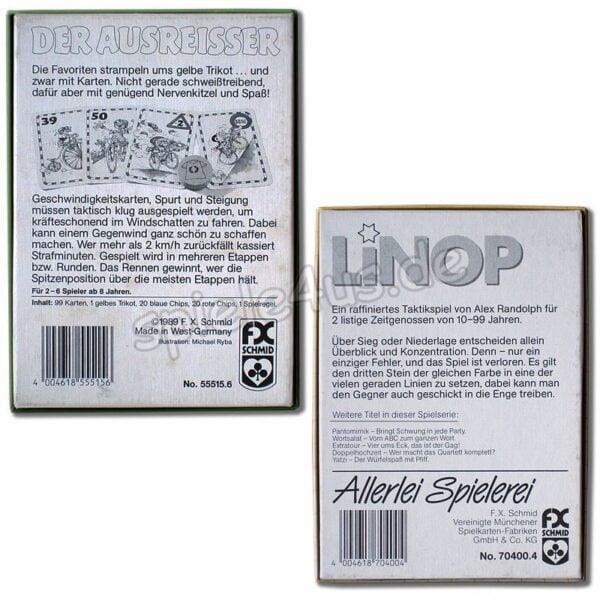 DER AUSREISSER
Die Favoriten strampeln ums gelbe Trikot ... und
zwar mit Karten. Nicht gerade schweißtreibend,
dafür aber mit genügend Nervenkitzel und Spaß!
39
50
2
Geschwindigkeitskarten, Spurt und Steigung
müssen taktisch klug ausgespielt werden, um
kräfteschonend im Windschatten zu fahren. Dabei
kann einem Gegenwind ganz schön zu schaffen
machen. Wer mehr als 2 km/h zurückfällt kassiert
Strafminuten. Gespielt wird in mehreren Etappen
bzw. Runden. Das Rennen gewinnt, wer die
Spitzenposition über die meisten Etappen hält.
Für 2–6 Spieler ab 8 Jahren.
Inhalt: 99 Karten, 1 gelbes Trikot, 20 blaue Chips, 20 rote Chips, 1 Spielregel.
©1989 F. X. Schmid
Made in West-Germany
Illustration: Michael Ryba
FX
SCHMID
4 004618 555156
No. 55515.6
LiNOP
Ein raffiniertes Taktikspiel von Alex Randolph für
2 listige Zeitgenossen von 10–99 Jahren.
Über Sieg oder Niederlage entscheiden allein
Überblick und Konzentration. Denn – nur ein
einziger Fehler, und das Spiel ist verloren. Es gilt
den dritten Stein der gleichen Farbe in eine der
vielen geraden Linien zu setzen, dabei kann man
den Gegner auch geschickt in die Enge treiben.
Weitere Titel in dieser Spielserie:
Pantomimik – Bringt Schwung in jede Party.
Wortsalat – Vom ABC zum ganzen Wort.
Extratour – Vier ums Eck, das ist der Gag!
Doppelhochzeit – Wer macht das Quartett komplett?
Yatzi – Der Würfelspaß mit Pfiff.
Allerlei Spielerei
F.X. Schmid
Vereinigte Münchener
Spielkarten-Fabriken
GmbH & Co. KG
FX
SCHMID
4 004618 704004
No. 70400.4
spiele4us.de